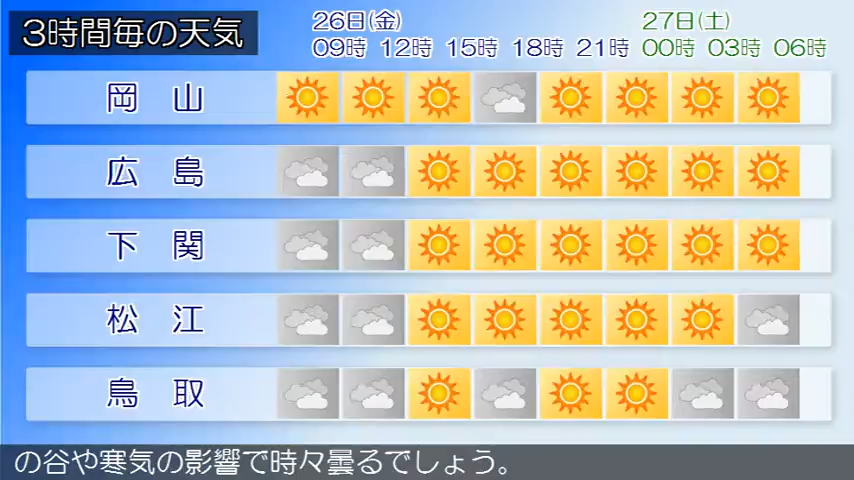 3時間毎の天気
26日(金) 27日(土)
09時 12時 15時 18時 21時 00時 03時 06時
岡 山
広 島
下 関
松 江
鳥 取
の谷や寒気の影響で時々曇るでしょう。